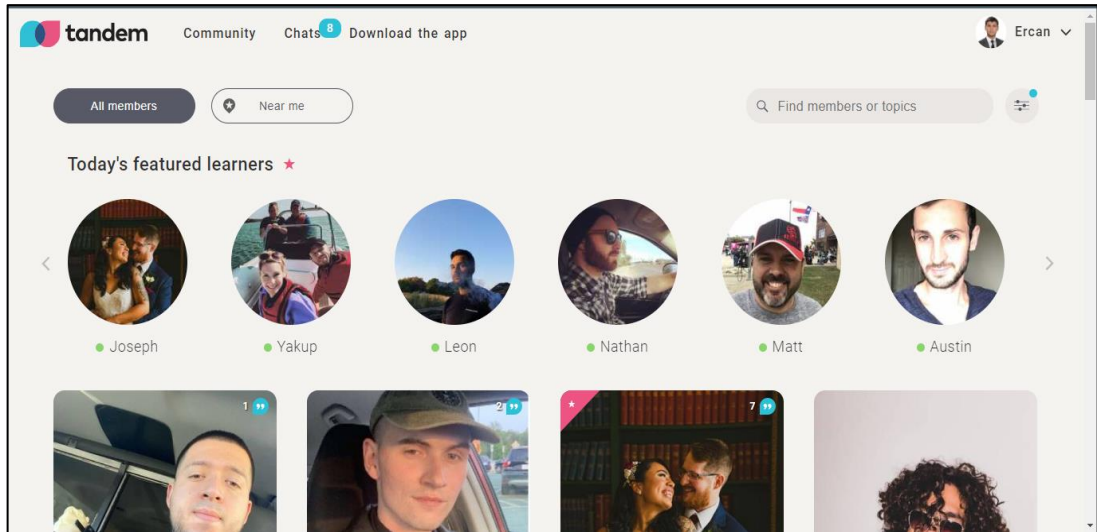 tandem
Community
Chats 8
Download the app
Ercan
All members
Near me
Find members or topics
Today's featured learners
Joseph
Yakup
Leon
Nathan
Matt
Austin
1
2
7